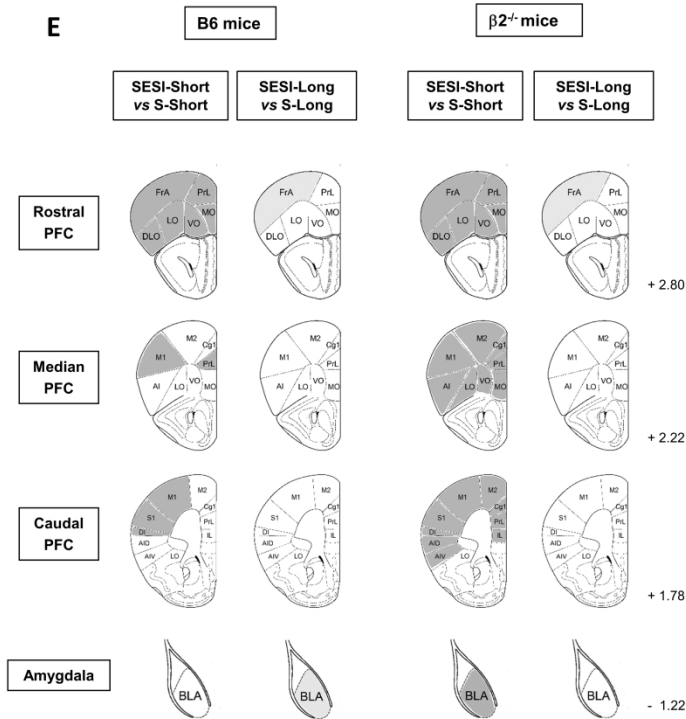 E
B6 mice
β2-/- mice
SESI-Short
vs S-Short
SESI-Long
vs S-Long
SESI-Short
vs S-Short
SESI-Long
vs S-Long
Rostral
PFC
FrA PrL MO LO VO DLO
FrA PrL MO LO VO DLO
FrA PrL MO LO VO DLO
FrA PrL MO LO VO DLO
+ 2.80
Median
PFC
M2 Cg1 M1 PrL VO AI LO MO
M2 Cg1 M1 PrL VO AI LO MO
M2 Cg1 M1 PrL VO AI LO MO
M2 Cg1 M1 PrL VO AI LO MO
+ 2.22
Caudal
PFC
M1 M2 Cg1 S1 PrL DI IL AID AIV LO
M1 M2 Cg1 S1 PrL DI IL AID AIV LO
M1 M2 Cg1 S1 PrL DI IL AID AIV LO
M1 M2 Cg1 S1 PrL DI IL AID AIV LO
+ 1.78
Amygdala
BLA
BLA
BLA
BLA
- 1.22